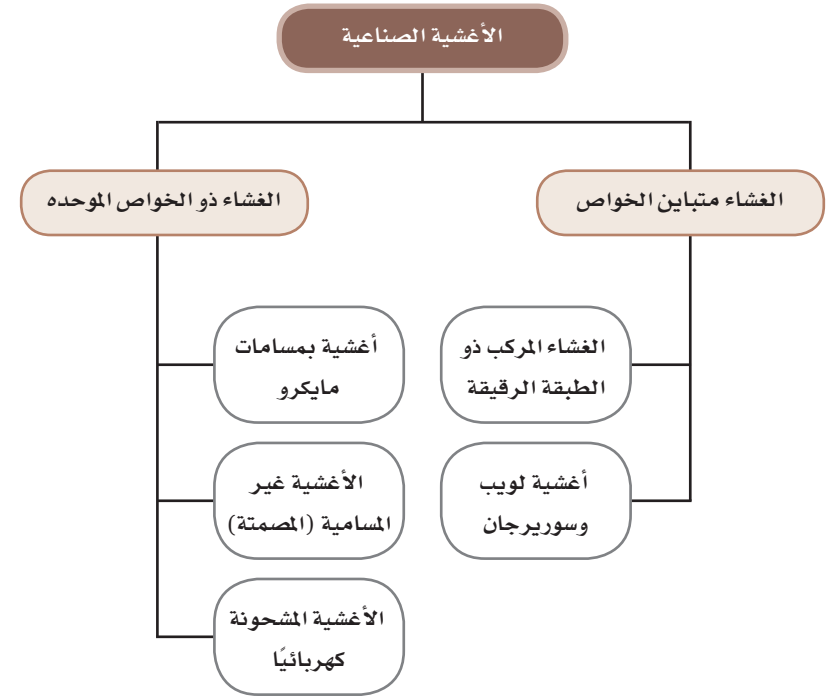 الأغشية الصناعية
الغشاء متباين الخواص
الغشاء ذو الخواص الموحده
الغشاء المركب ذو
الطبقة الرقيقة
أغشية لويب
وسوريرجان
أغشية بمسامات
مايكرو
الأغشية غير
المسامية (المصمتة)
الأغشية المشحونة
كهربائيًا